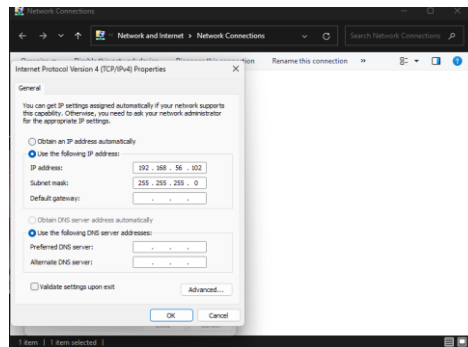 Network Connections
Network and Internet › Network Connections
Search Network Connections
Rename this connection »
Internet Protocol Version 4 (TCP/IPv4) Properties
General
You can get IP settings assigned automatically if your network supports
this capability. Otherwise, you need to ask your network administrator
for the appropriate IP settings.
Obtain an IP address automatically
Use the following IP address:
IP address: 192 . 168 . 56 . 102
Subnet mask: 255 . 255 . 255 . 0
Default gateway: . . .
Obtain DNS server address automatically
Use the following DNS server addresses:
Preferred DNS server: . . .
Alternate DNS server: . . .
Validate settings upon exit
Advanced...
OK Cancel
1 item 1 item selected